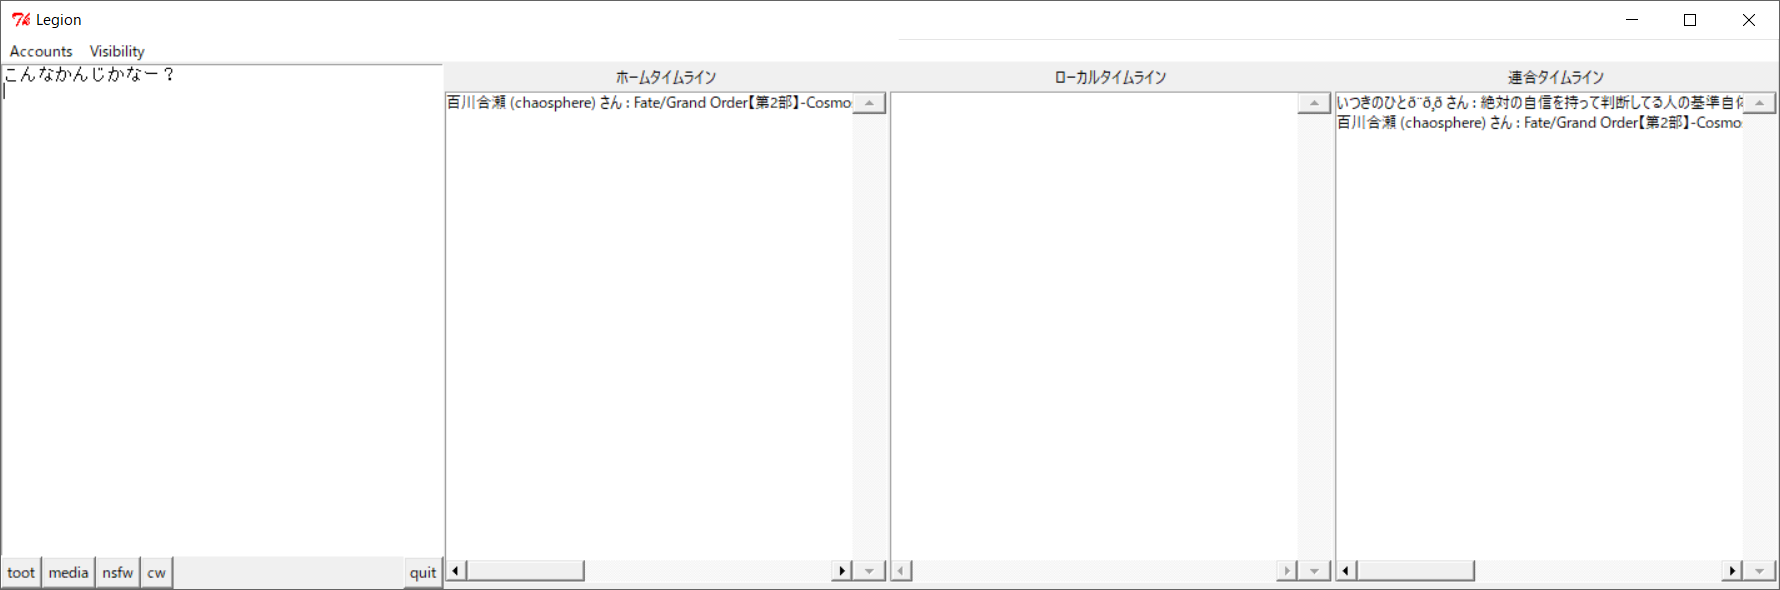 Legion
Accounts Visibility
こんなかんじかなー？
ホームタイムライン
百川合瀬 (chaosphere) さん : Fate/Grand Order【第2部】-Cosmos
ローカルタイムライン
連合タイムライン
いつきのひとð¨ð¸ð さん : 絶対の自信を持って判断してる人の基準自体
百川合瀬 (chaosphere) さん : Fate/Grand Order【第2部】-Cosmo
toot media nsfw cw quit